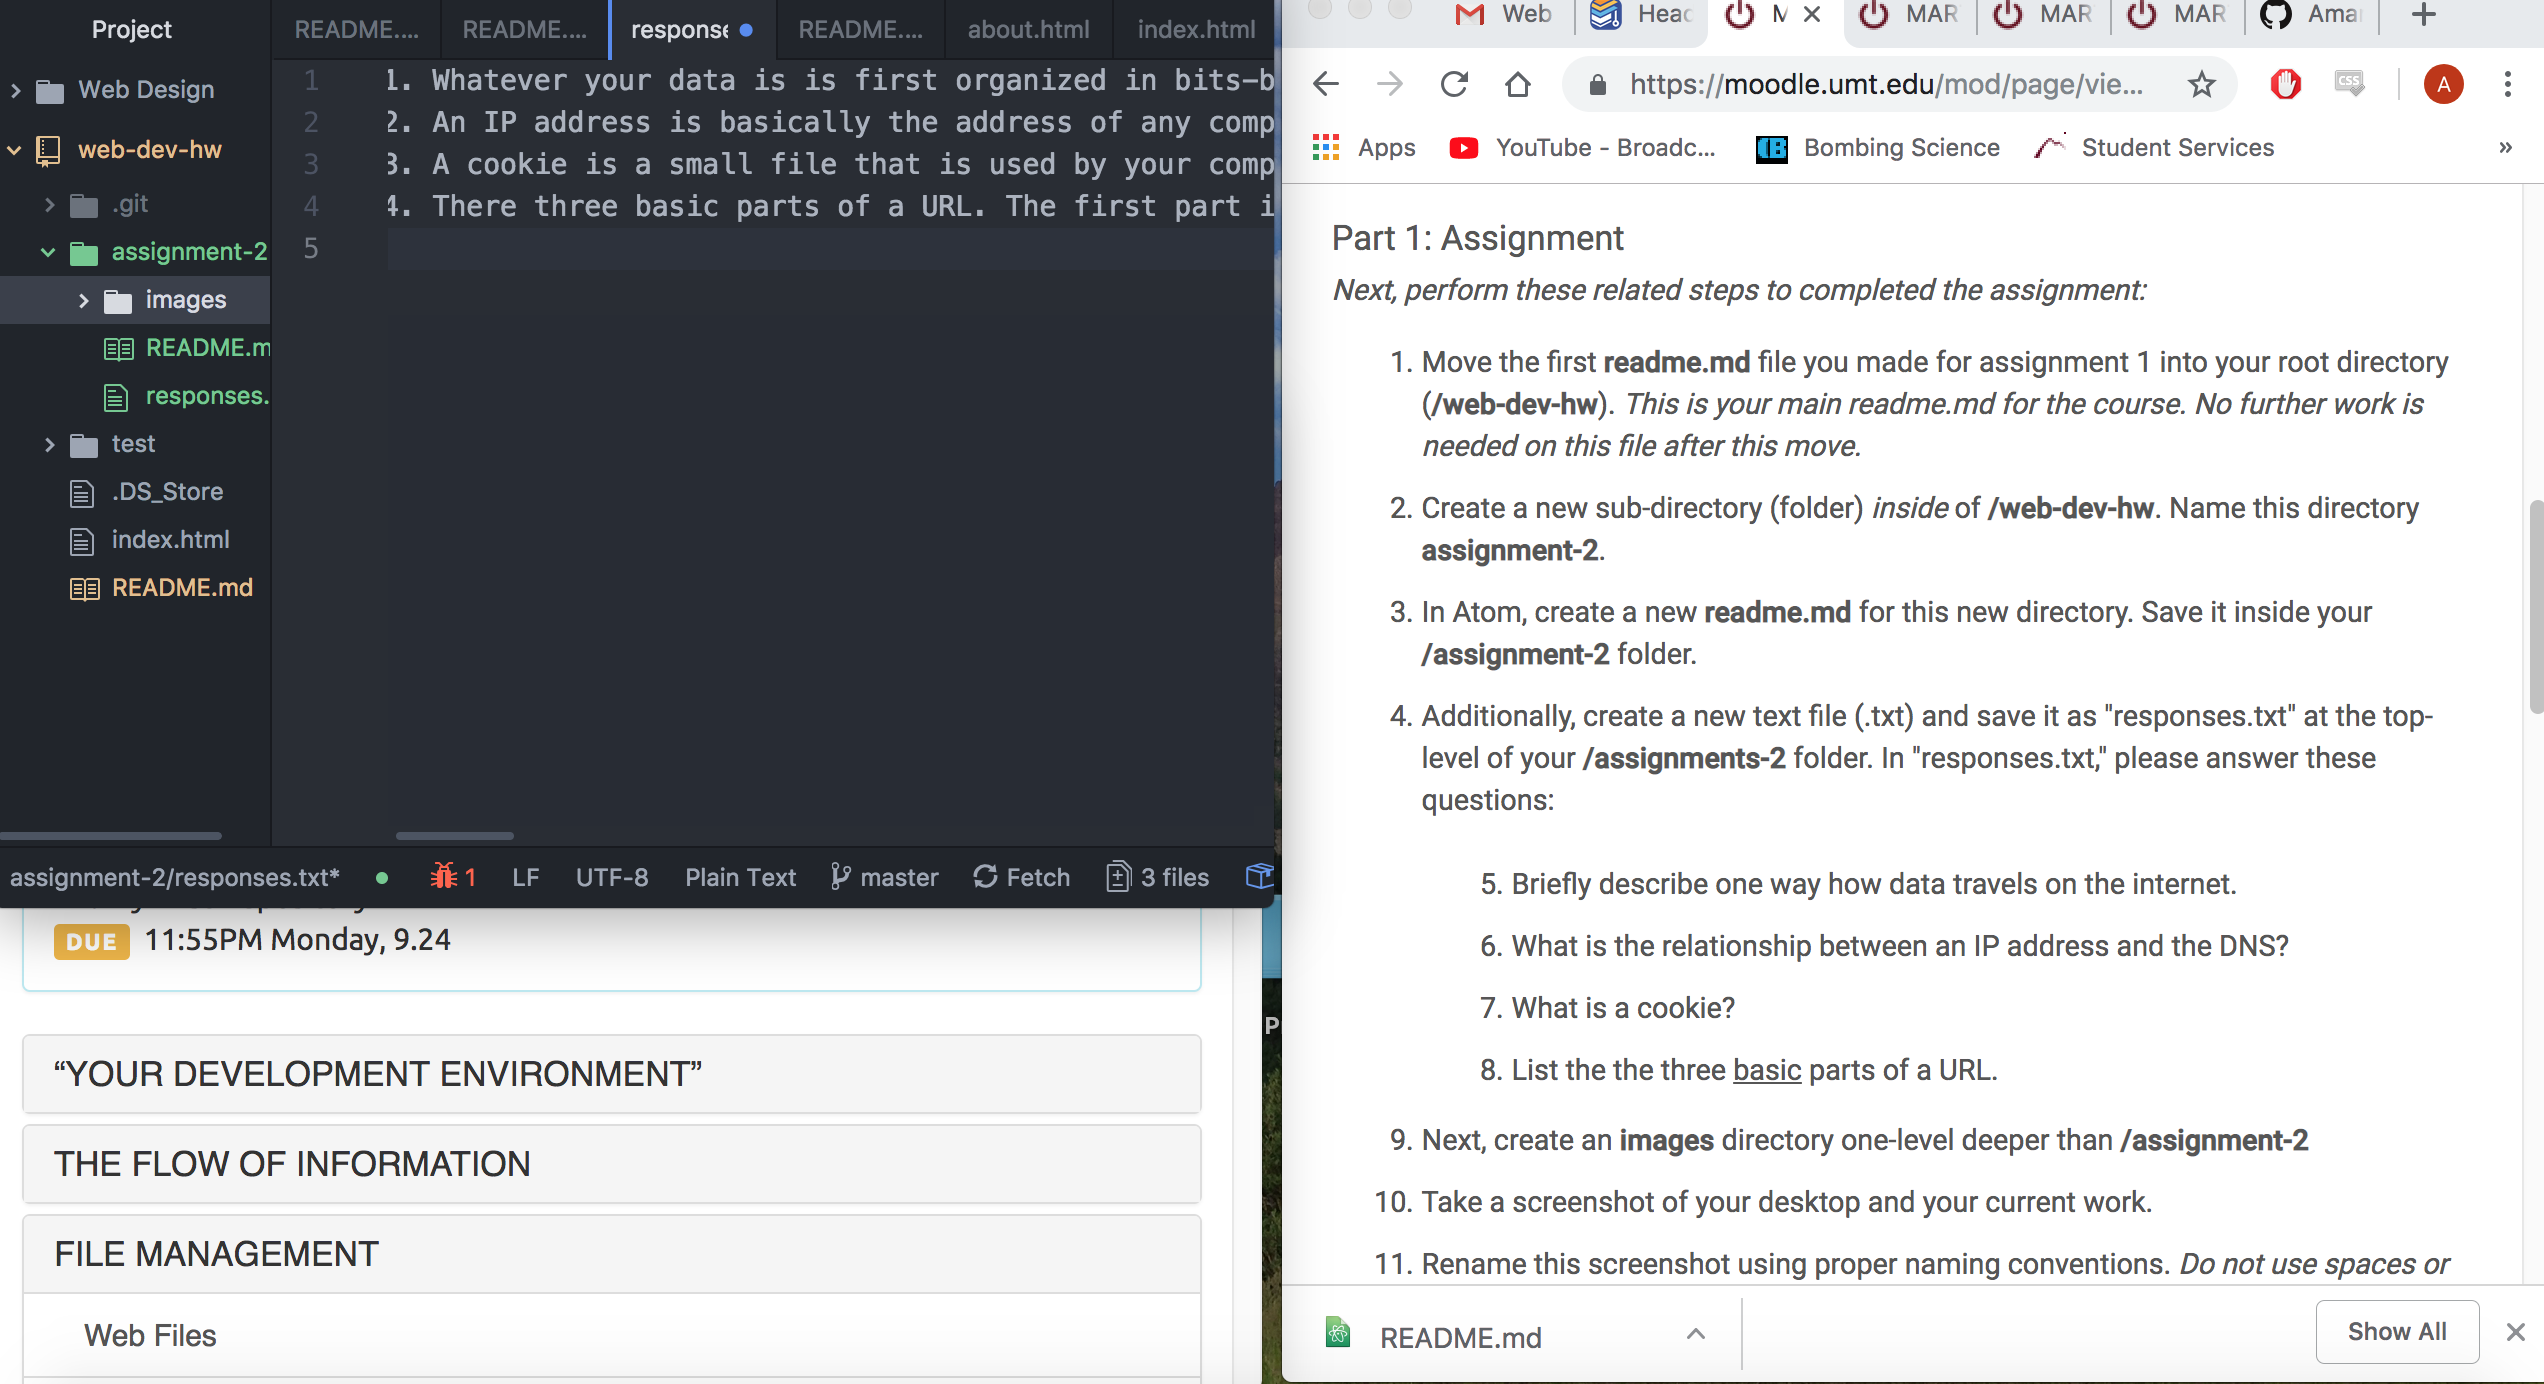 Project
Web Design
web-dev-hw
.git
assignment-2
images
README.m
responses.
test
.DS_Store
index.html
README.md
README.... README.... response README.... about.html index.html
1 1. Whatever your data is is first organized in bits-b
2 2. An IP address is basically the address of any comp
3 3. A cookie is a small file that is used by your comp
4 4. There three basic parts of a URL. The first part i
5
assignment-2/responses.txt* 1 LF UTF-8 Plain Text master Fetch 3 files
DUE 11:55PM Monday, 9.24
“YOUR DEVELOPMENT ENVIRONMENT”
THE FLOW OF INFORMATION
FILE MANAGEMENT
Web Files
P
Web Head M MAR MAR MAR Ama
https://moodle.umt.edu/mod/page/vie... A
Apps YouTube - Broadc... Bombing Science Student Services »
Part 1: Assignment
Next, perform these related steps to completed the assignment:
1. Move the first readme.md file you made for assignment 1 into your root directory
(/web-dev-hw). This is your main readme.md for the course. No further work is
needed on this file after this move.
2. Create a new sub-directory (folder) inside of /web-dev-hw. Name this directory
assignment-2.
3. In Atom, create a new readme.md for this new directory. Save it inside your
/assignment-2 folder.
4. Additionally, create a new text file (.txt) and save it as "responses.txt" at the top-
level of your /assignments-2 folder. In "responses.txt," please answer these
questions:
5. Briefly describe one way how data travels on the internet.
6. What is the relationship between an IP address and the DNS?
7. What is a cookie?
8. List the the three basic parts of a URL.
9. Next, create an images directory one-level deeper than /assignment-2
10. Take a screenshot of your desktop and your current work.
11. Rename this screenshot using proper naming conventions. Do not use spaces or
README.md Show All